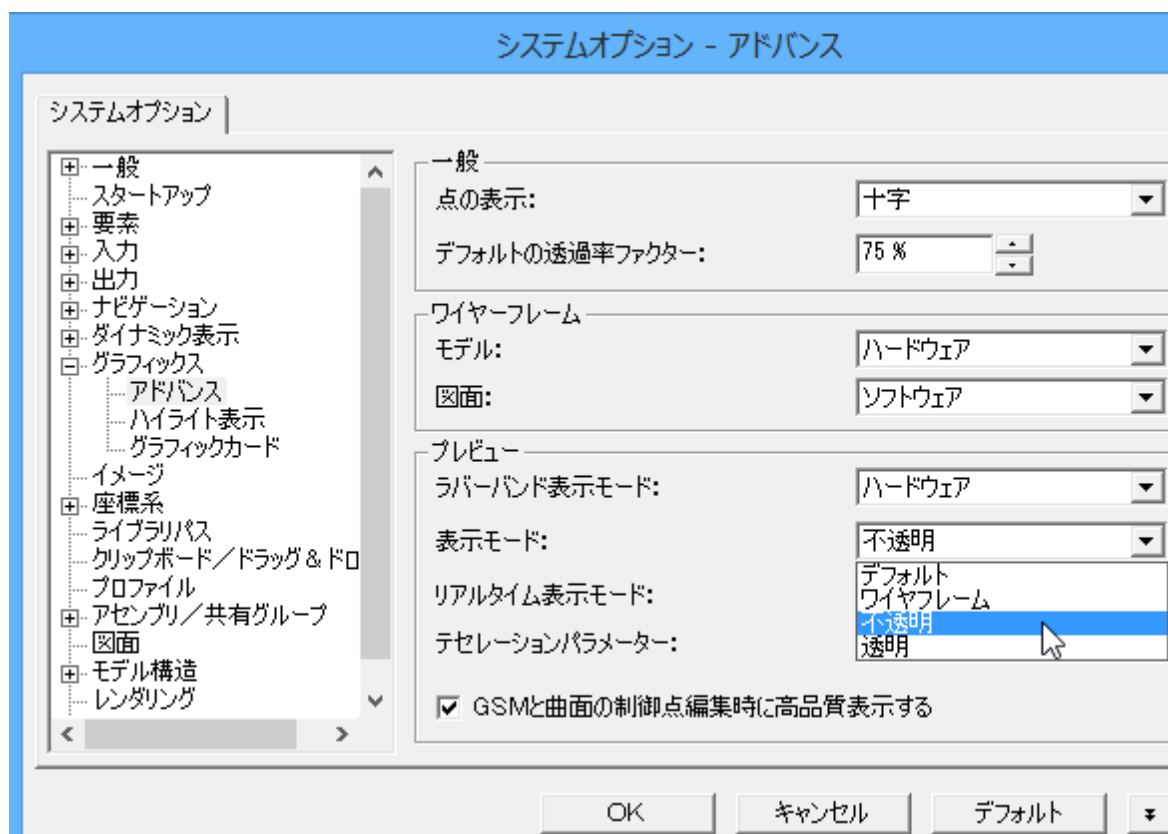 システムオプション - アドバンス
システムオプション
一般
スタートアップ
要素
入力
出力
ナビゲーション
ダイナミック表示
グラフィックス
アドバンス
ハイライト表示
グラフィックカード
イメージ
座標系
ライブラリパス
クリップボード／ドラッグ＆ドロ
プロファイル
アセンブリ／共有グループ
図面
モデル構造
レンダリング
一般
点の表示: 十字
デフォルトの透過率ファクター: 75 %
ワイヤーフレーム
モデル: ハードウェア
図面: ソフトウェア
プレビュー
ラバーバンド表示モード: ハードウェア
表示モード: 不透明
デフォルト
ワイヤフレーム
不透明
透明
リアルタイム表示モード:
テセレーションパラメーター:
GSMと曲面の制御点編集時に高品質表示する
OK キャンセル デフォルト